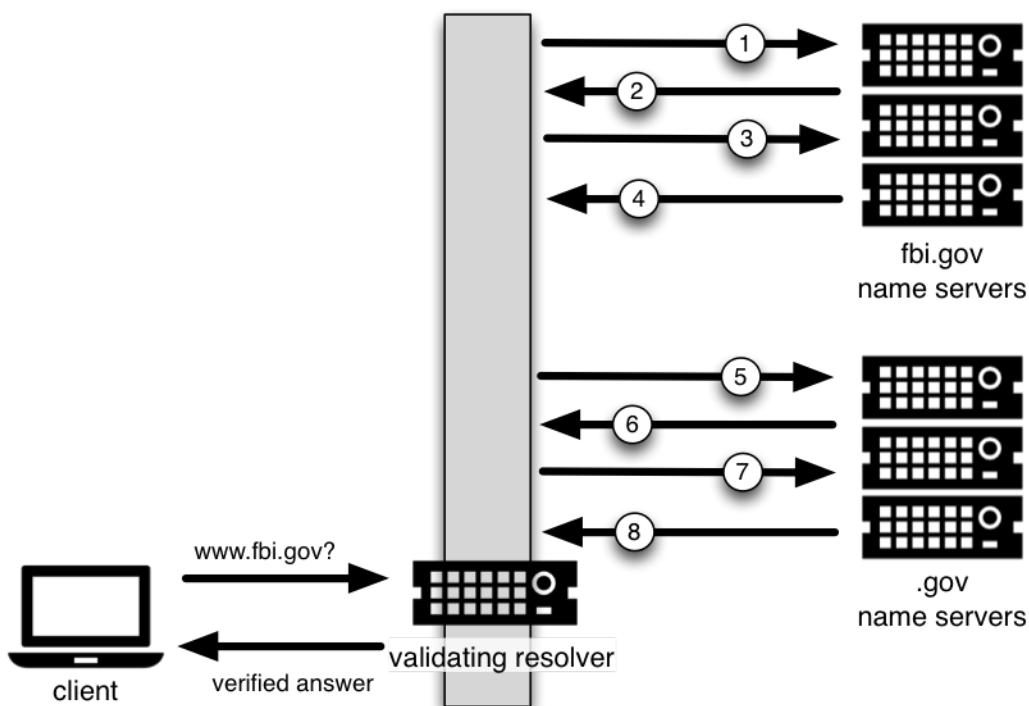 1
2
3
4
fbi.gov
name servers
5
6
7
8
www.fbi.gov?
.gov
name servers
validating resolver
verified answer
client